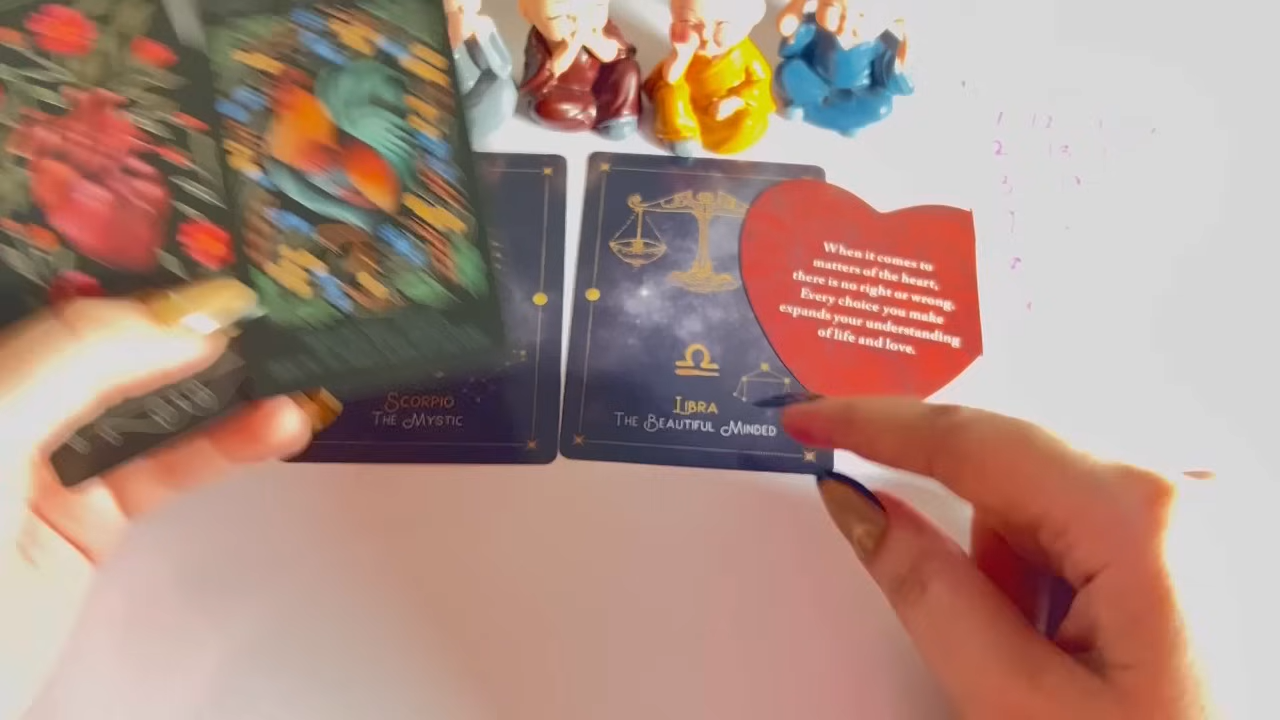 When it comes to
matters of the heart,
there is no right or wrong.
Every choice you make
expands your understanding
of life and love.
Scorpio
The Mystic
Libra
The Beautiful Minded